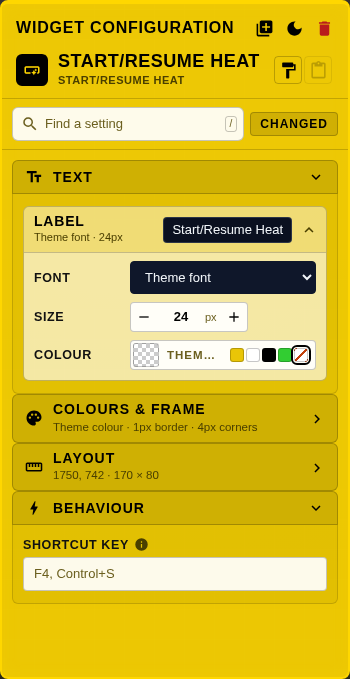 WIDGET CONFIGURATION
START/RESUME HEAT
START/RESUME HEAT
Find a setting /
CHANGED
TEXT
LABEL
Theme font · 24px
Start/Resume Heat
FONT
Theme font
SIZE
− 24 px +
COLOUR
THEM...
COLOURS & FRAME
Theme colour · 1px border · 4px corners
LAYOUT
1750, 742 · 170 × 80
BEHAVIOUR
SHORTCUT KEY
F4, Control+S